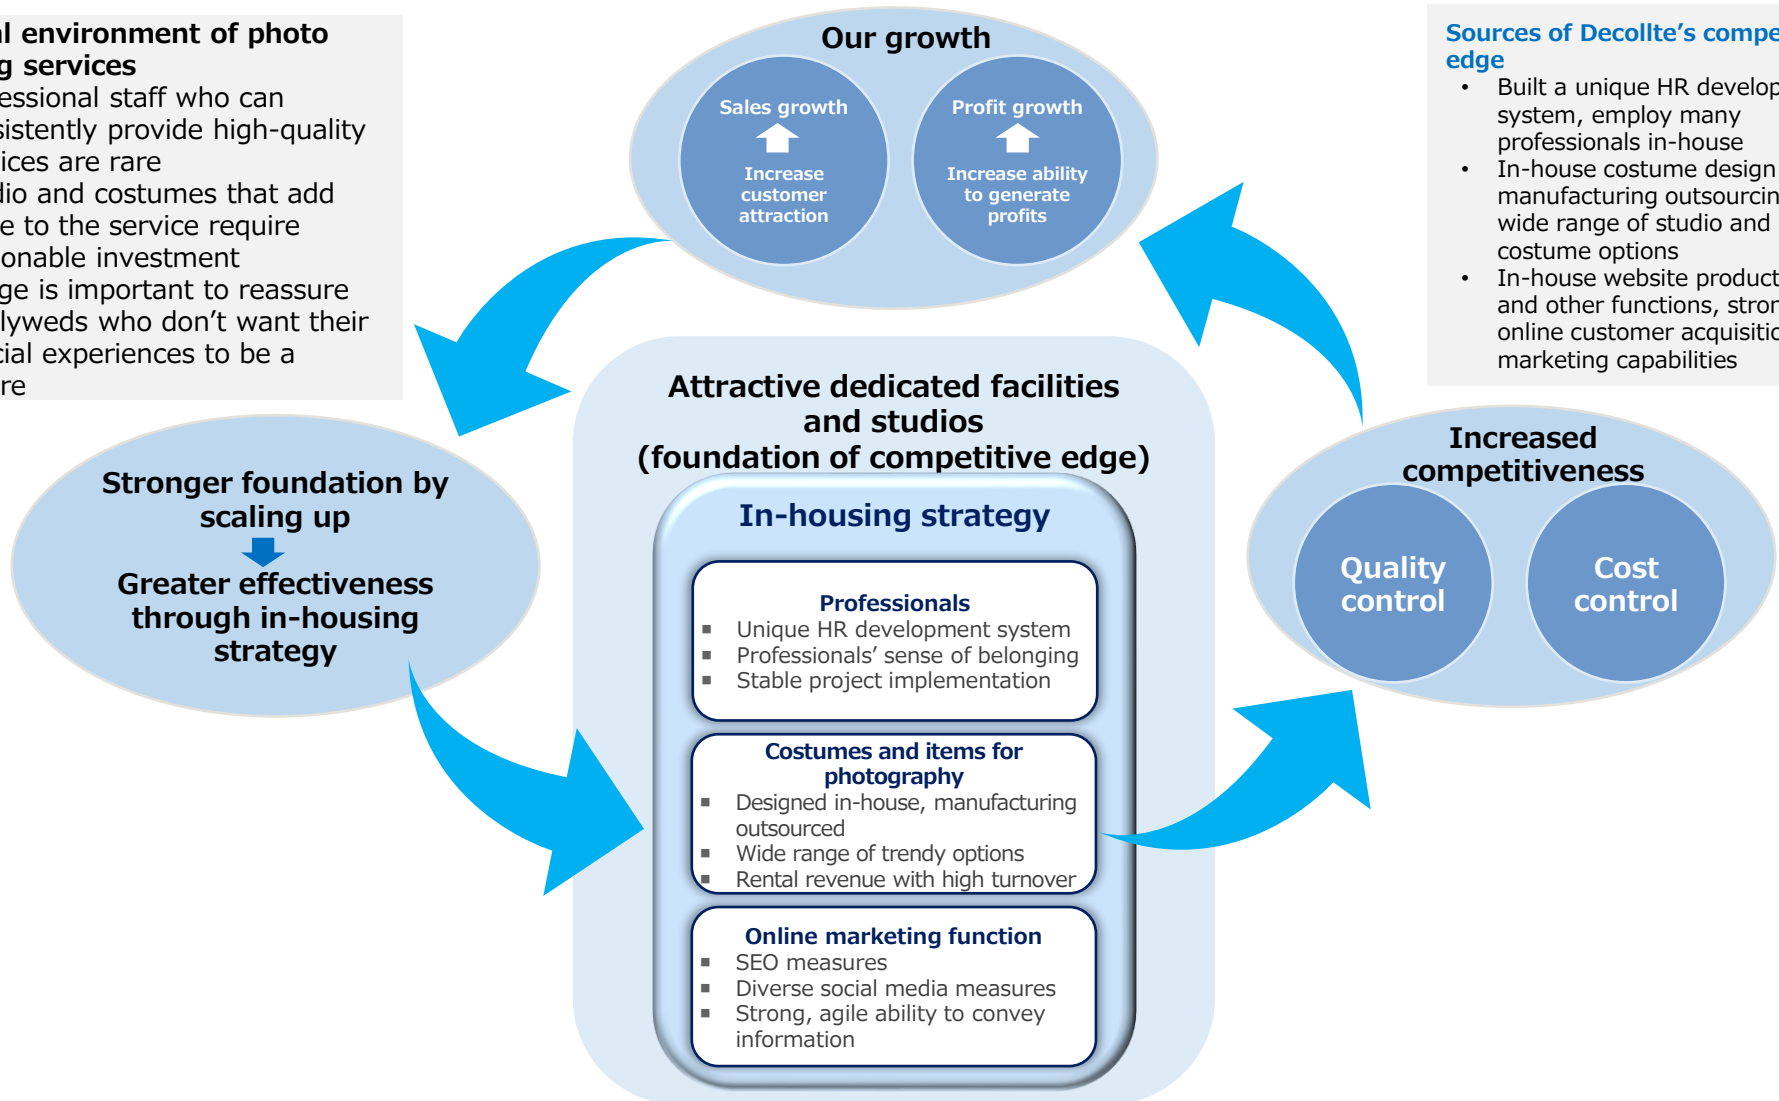 al environment of photo
g services
essional staff who can
sistently provide high-quality
ices are rare
dio and costumes that add
e to the service require
onable investment
ge is important to reassure
lyweds who don’t want their
cial experiences to be a
re
Our growth
Sales growth
Increase
customer
attraction
Profit growth
Increase ability
to generate
profits
Sources of Decollte’s compe
edge
• Built a unique HR develop
system, employ many
professionals in-house
• In-house costume design
manufacturing outsourcin
wide range of studio and
costume options
• In-house website product
and other functions, stron
online customer acquisitio
marketing capabilities
Stronger foundation by
scaling up
Greater effectiveness
through in-housing
strategy
Attractive dedicated facilities
and studios
(foundation of competitive edge)
In-housing strategy
Professionals
▪ Unique HR development system
▪ Professionals’ sense of belonging
▪ Stable project implementation
Costumes and items for
photography
▪ Designed in-house, manufacturing
outsourced
▪ Wide range of trendy options
▪ Rental revenue with high turnover
Online marketing function
▪ SEO measures
▪ Diverse social media measures
▪ Strong, agile ability to convey
information
Increased
competitiveness
Quality
control
Cost
control